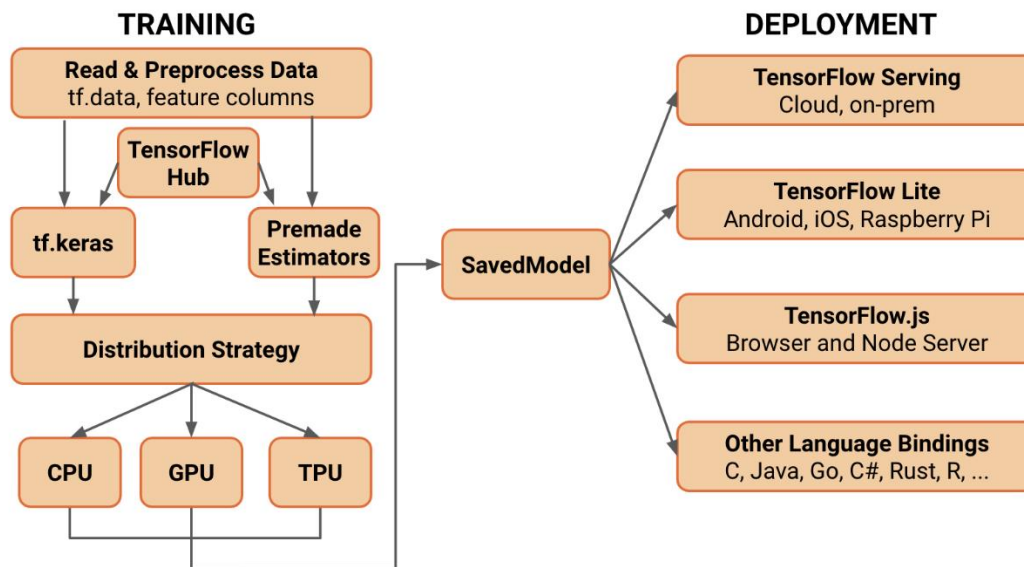 TRAINING
Read & Preprocess Data
tf.data, feature columns
TensorFlow
Hub
tf.keras
Premade
Estimators
Distribution Strategy
CPU
GPU
TPU
SavedModel
DEPLOYMENT
TensorFlow Serving
Cloud, on-prem
TensorFlow Lite
Android, iOS, Raspberry Pi
TensorFlow.js
Browser and Node Server
Other Language Bindings
C, Java, Go, C#, Rust, R, ...